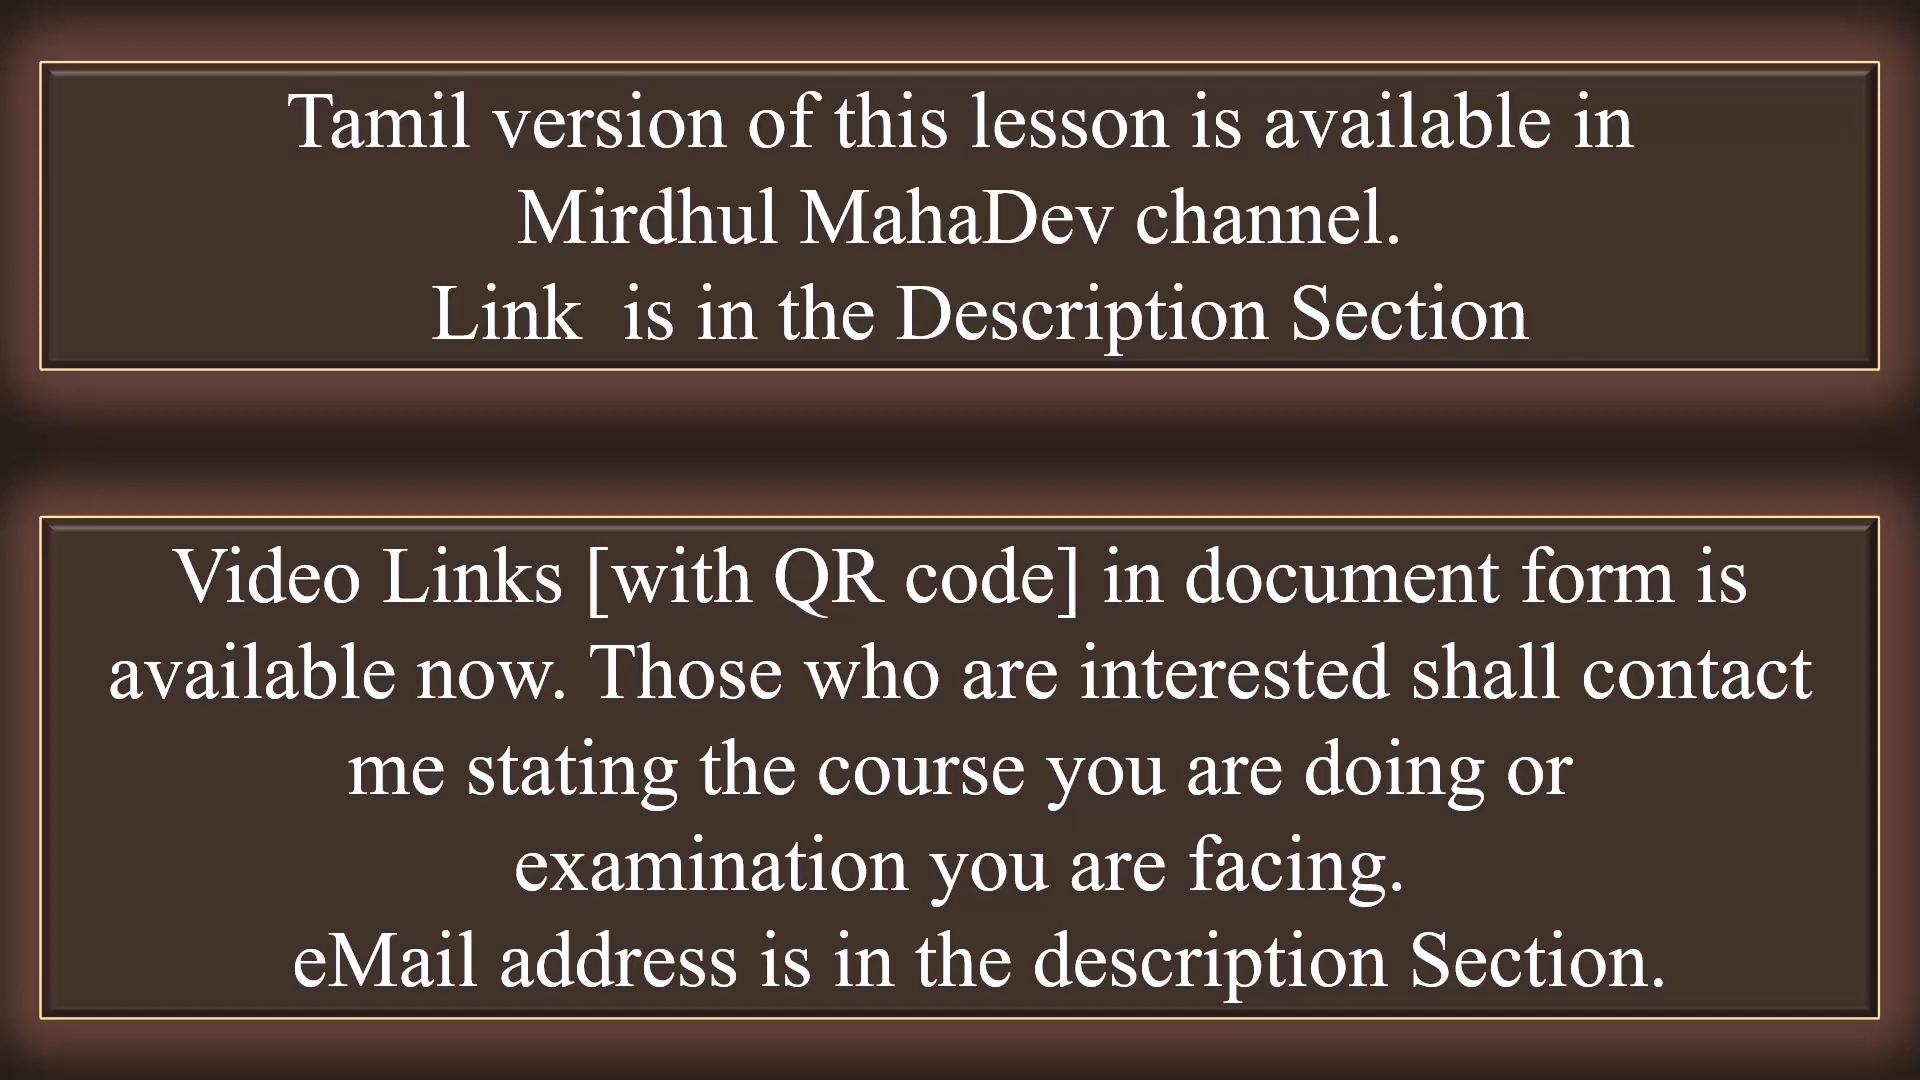 Tamil version of this lesson is available in
Mirdhul MahaDev channel.
Link  is in the Description Section
Video Links [with QR code] in document form is
available now. Those who are interested shall contact
me stating the course you are doing or
examination you are facing.
eMail address is in the description Section.